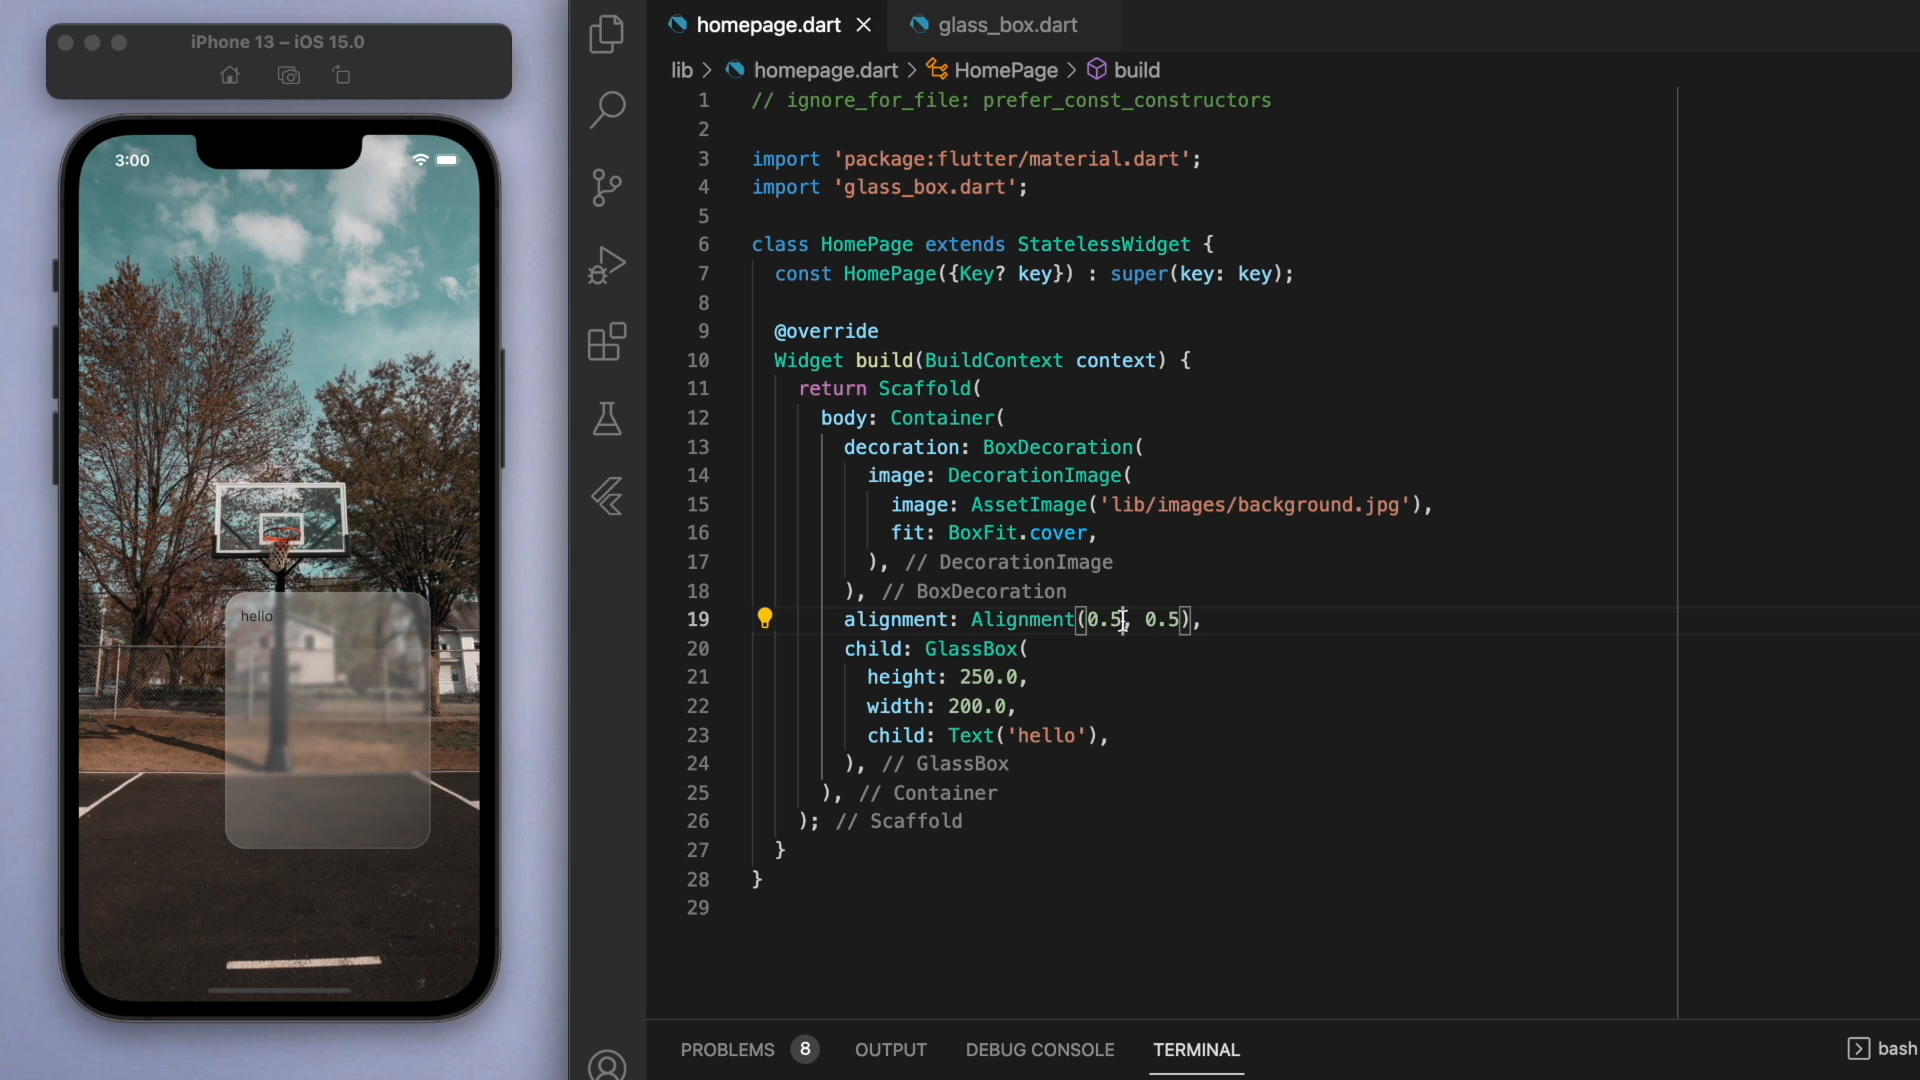 iPhone 13 – iOS 15.0
3:00
hello
homepage.dart
glass_box.dart
lib > homepage.dart > HomePage > build
1 // ignore_for_file: prefer_const_constructors
2
3 import 'package:flutter/material.dart';
4 import 'glass_box.dart';
5
6 class HomePage extends StatelessWidget {
7 const HomePage({Key? key}) : super(key: key);
8
9 @override
10 Widget build(BuildContext context) {
11 return Scaffold(
12 body: Container(
13 decoration: BoxDecoration(
14 image: DecorationImage(
15 image: AssetImage('lib/images/background.jpg'),
16 fit: BoxFit.cover,
17 ), // DecorationImage
18 ), // BoxDecoration
19 alignment: Alignment(0.5, 0.5),
20 child: GlassBox(
21 height: 250.0,
22 width: 200.0,
23 child: Text('hello'),
24 ), // GlassBox
25 ), // Container
26 ); // Scaffold
27 }
28 }
29
PROBLEMS 8 OUTPUT DEBUG CONSOLE TERMINAL
bash